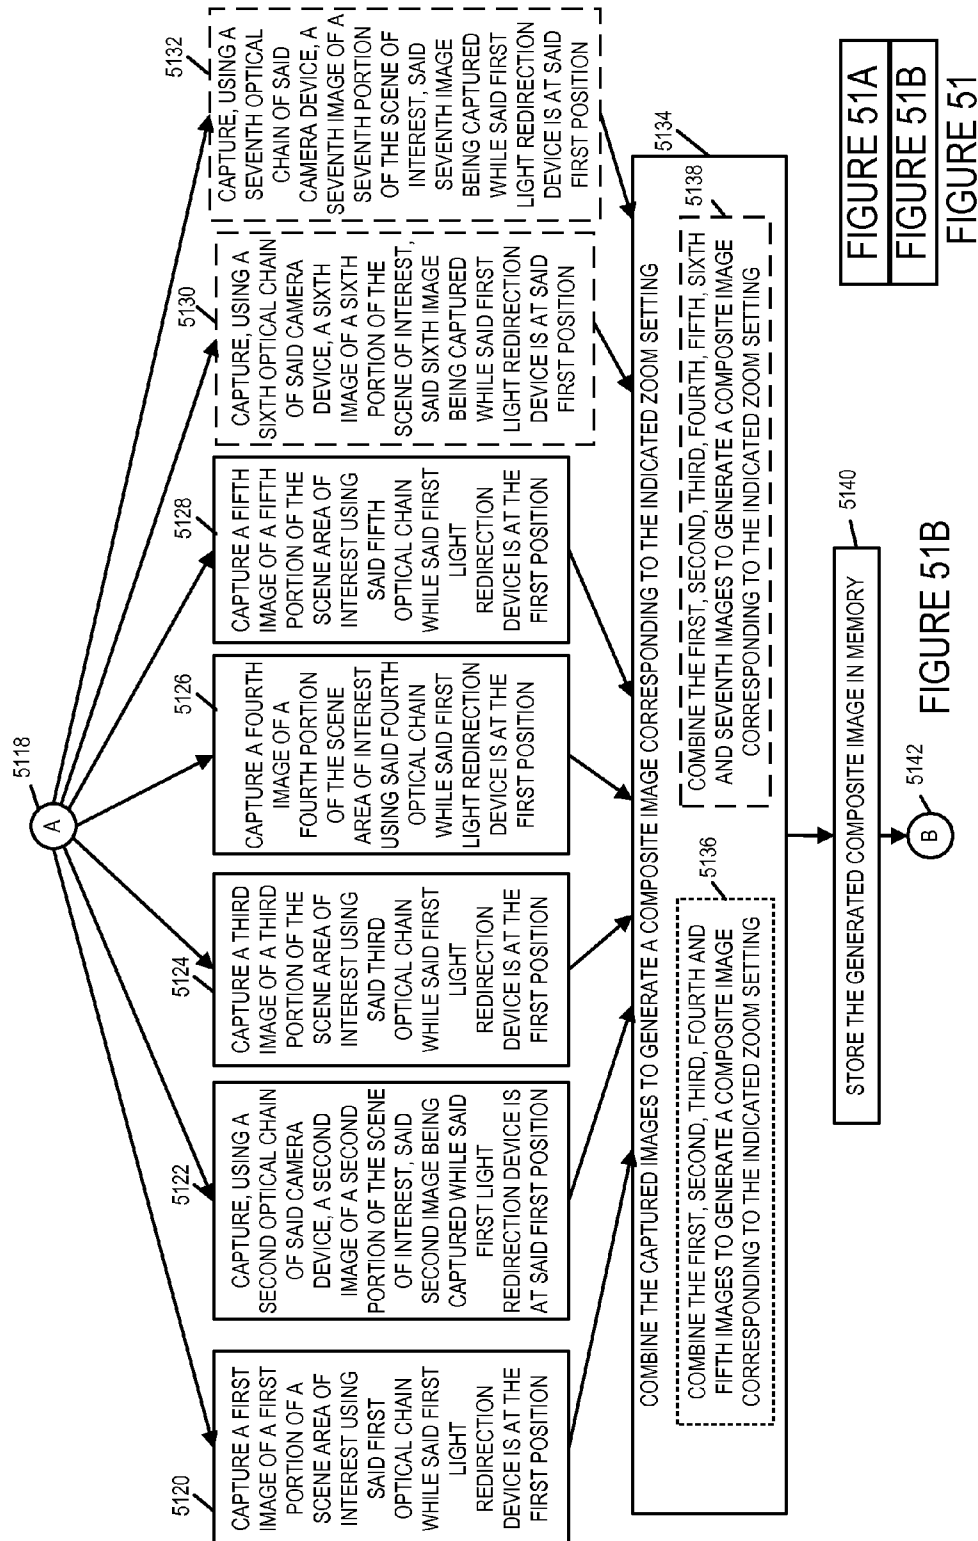 5118
A
5120
CAPTURE A FIRST
IMAGE OF A FIRST
PORTION OF A
SCENE AREA OF
INTEREST USING
SAID FIRST
OPTICAL CHAIN
WHILE SAID FIRST
LIGHT
REDIRECTION
DEVICE IS AT THE
FIRST POSITION
5122
CAPTURE, USING A
SECOND OPTICAL CHAIN
OF SAID CAMERA
DEVICE, A SECOND
IMAGE OF A SECOND
PORTION OF THE SCENE
OF INTEREST, SAID
SECOND IMAGE BEING
CAPTURED WHILE SAID
FIRST LIGHT
REDIRECTION DEVICE IS
AT SAID FIRST POSITION
5124
CAPTURE A THIRD
IMAGE OF A THIRD
PORTION OF THE
SCENE AREA OF
INTEREST USING
SAID THIRD
OPTICAL CHAIN
WHILE SAID FIRST
LIGHT
REDIRECTION
DEVICE IS AT THE
FIRST POSITION
5126
CAPTURE A FOURTH
IMAGE OF A
FOURTH PORTION
OF THE SCENE
AREA OF INTEREST
USING SAID FOURTH
OPTICAL CHAIN
WHILE SAID FIRST
LIGHT REDIRECTION
DEVICE IS AT THE
FIRST POSITION
5128
CAPTURE A FIFTH
IMAGE OF A FIFTH
PORTION OF THE
SCENE AREA OF
INTEREST USING
SAID FIFTH
OPTICAL CHAIN
WHILE SAID FIRST
LIGHT
REDIRECTION
DEVICE IS AT THE
FIRST POSITION
5130
CAPTURE, USING A
SIXTH OPTICAL CHAIN
OF SAID CAMERA
DEVICE, A SIXTH
IMAGE OF A SIXTH
PORTION OF THE
SCENE OF INTEREST,
SAID SIXTH IMAGE
BEING CAPTURED
WHILE SAID FIRST
LIGHT REDIRECTION
DEVICE IS AT SAID
FIRST POSITION
5132
CAPTURE, USING A
SEVENTH OPTICAL
CHAIN OF SAID
CAMERA DEVICE, A
SEVENTH IMAGE OF A
SEVENTH PORTION
OF THE SCENE OF
INTEREST, SAID
SEVENTH IMAGE
BEING CAPTURED
WHILE SAID FIRST
LIGHT REDIRECTION
DEVICE IS AT SAID
FIRST POSITION
5134
COMBINE THE CAPTURED IMAGES TO GENERATE A COMPOSITE IMAGE CORRESPONDING TO THE INDICATED ZOOM SETTING
5136
COMBINE THE FIRST, SECOND, THIRD, FOURTH AND
FIFTH IMAGES TO GENERATE A COMPOSITE IMAGE
CORRESPONDING TO THE INDICATED ZOOM SETTING
5138
COMBINE THE FIRST, SECOND, THIRD, FOURTH, FIFTH, SIXTH
AND SEVENTH IMAGES TO GENERATE A COMPOSITE IMAGE
CORRESPONDING TO THE INDICATED ZOOM SETTING
5140
STORE THE GENERATED COMPOSITE IMAGE IN MEMORY
B
5142
FIGURE 51B
FIGURE 51A
FIGURE 51B
FIGURE 51